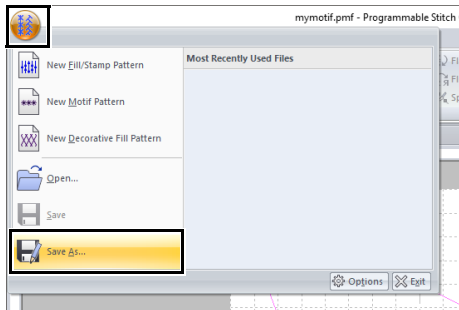 mymotif.pmf - Programmable Stitch
New Fill/Stamp Pattern
Most Recently Used Files
New Motif Pattern
New Decorative Fill Pattern
Open...
Save
Save As...
Options
Exit